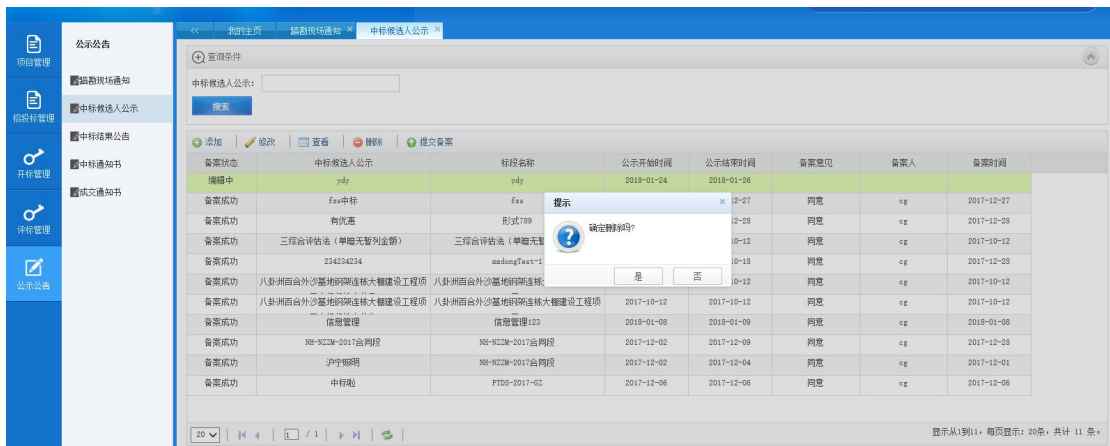 我的主页 踏勘现场通知 × 中标候选人公示 ×
项目管理
招投标管理
开标管理
评标管理
公示公告
公示公告
踏勘现场通知
中标候选人公示
中标结果公告
中标通知书
成交通知书
查询条件
中标候选人公示:
搜索
添加 修改 查看 删除 提交备案
备案状态 中标候选人公示 标段名称 公示开始时间 公示结束时间 备案意见 备案人 备案时间
编辑中 ydy ydy 2018-01-24 2018-01-26
备案成功 fss中标 fss 12-27 同意 cg 2017-12-27
备案成功 有优惠 形式789 12-28 同意 cg 2017-12-28
备案成功 三综合评估法(单暗无暂列金额) 三综合评估法(单暗无暂 10-12 同意 cg 2017-10-12
备案成功 234234234 msdongTest-1 10-18 同意 cg 2017-12-28
备案成功 八卦洲百合外沙基地钢架连栋大棚建设工程项 八卦洲百合外沙基地钢架连栋 10-12 同意 cg 2017-10-12
备案成功 八卦洲百合外沙基地钢架连栋大棚建设工程项 八卦洲百合外沙基地钢架连栋大棚建设工程项 2017-10-12 2017-10-12 同意 cg 2017-10-12
备案成功 信息管理 信息管理123 2018-01-08 2018-01-09 同意 cg 2018-01-08
备案成功 NH-NZZM-2017合同段 NH-NZZM-2017合同段 2017-12-02 2017-12-09 同意 cg 2017-12-28
备案成功 沪宁照明 NH-NZZM-2017合同段 2017-12-02 2017-12-04 同意 cg 2017-12-01
备案成功 中标啦 PTDS-2017-GZ 2017-12-06 2017-12-06 同意 cg 2017-12-06
提示 ×
确定删除吗?
是 否
20 1 / 1 显示从1到11，每页显示：20条，共计 11 条。